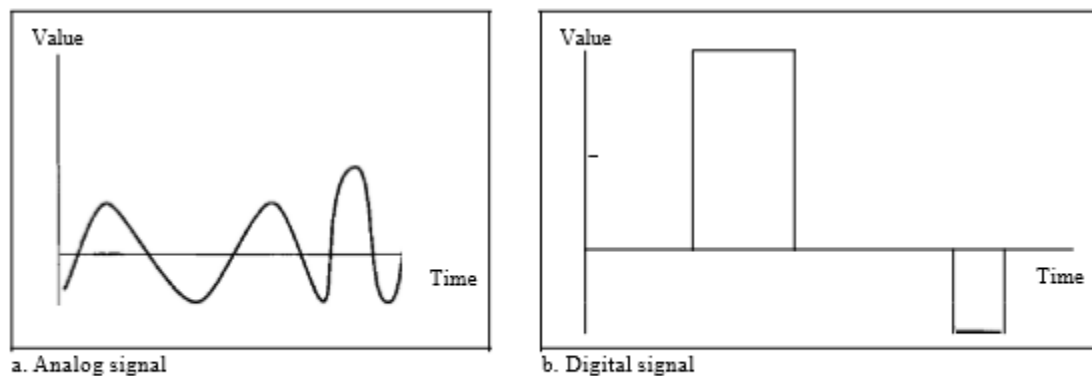 Value
Time
a. Analog signal
Value
Time
b. Digital signal